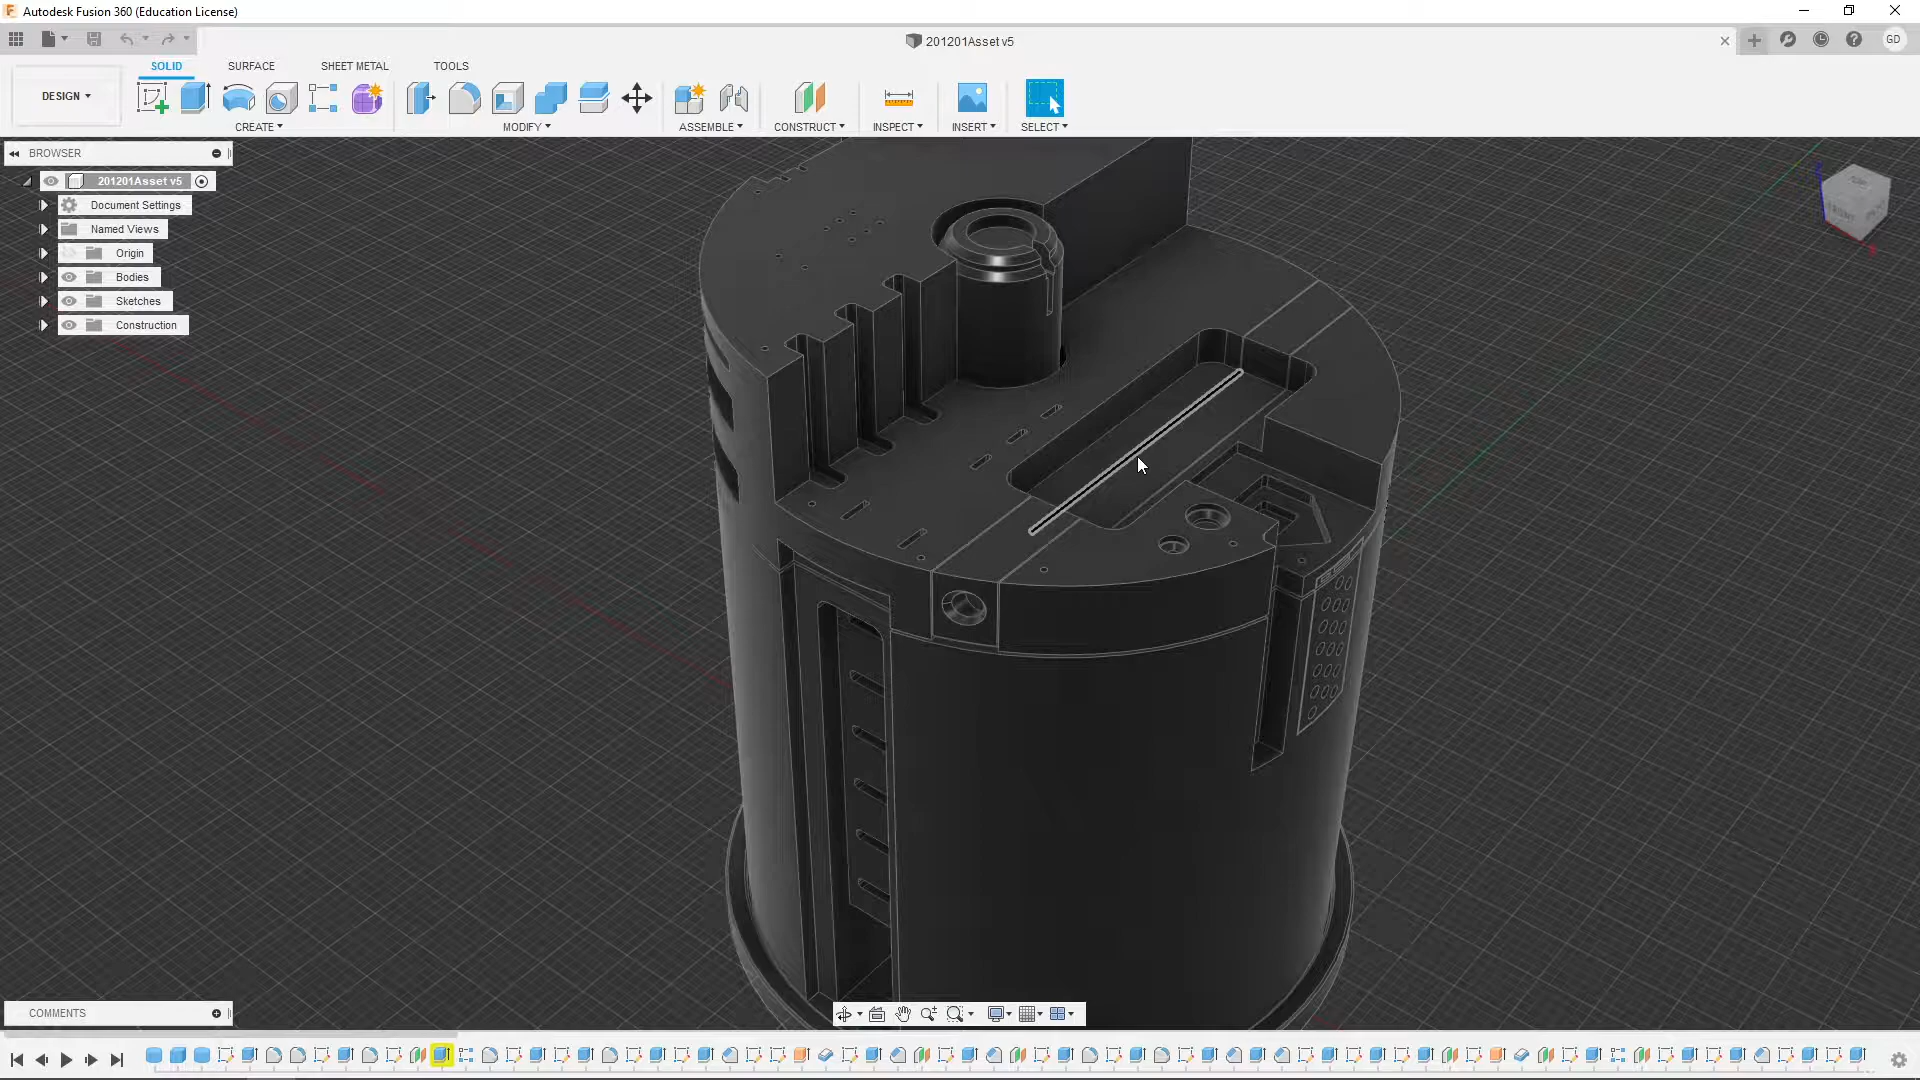 Autodesk Fusion 360 (Education License)
201201Asset v5
GD
DESIGN
SOLID SURFACE SHEET METAL TOOLS
CREATE MODIFY ASSEMBLE CONSTRUCT INSPECT INSERT SELECT
BROWSER
201201Asset v5
Document Settings
Named Views
Origin
Bodies
Sketches
Construction
COMMENTS